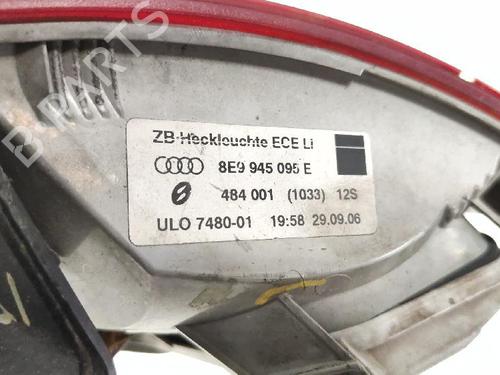 B-PARTS
ZB-Heckleuchte ECE Li
8E9 945 095 E
484 001 (1033) 12S
ULO 7480-01 19:58 29.09.06